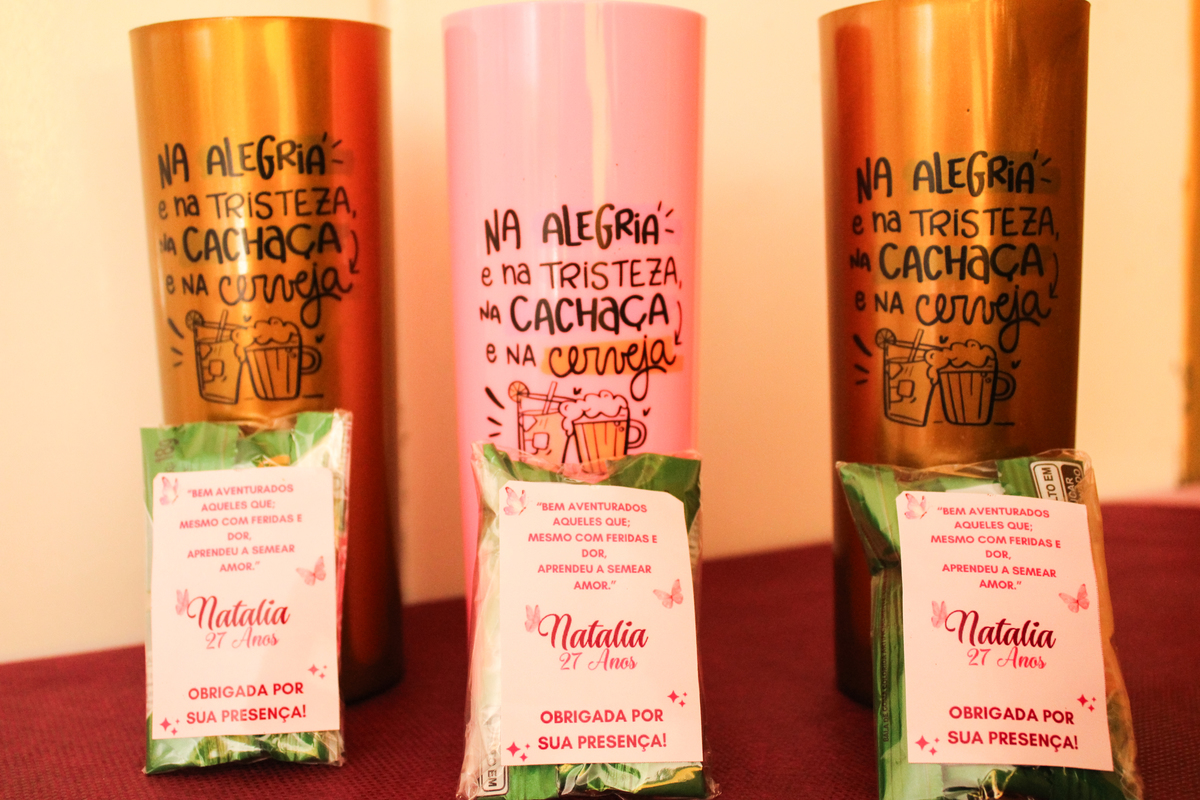 NA ALEGRIA
e na TRISTEZA,
NA CACHAÇA
e NA cerveja
NA ALEGRIA
e na TRISTEZA,
NA CACHAÇA
e NA cerveja
NA ALEGRIA
e na TRISTEZA,
NA CACHAÇA
e NA cerveja
“BEM AVENTURADOS
AQUELES QUE;
MESMO COM FERIDAS E
DOR,
APRENDEU A SEMEAR
AMOR.”
Natalia
27 Anos
OBRIGADA POR
SUA PRESENÇA!
“BEM AVENTURADOS
AQUELES QUE;
MESMO COM FERIDAS E
DOR,
APRENDEU A SEMEAR
AMOR.”
Natalia
27 Anos
OBRIGADA POR
SUA PRESENÇA!
EM
ALTO EM
“BEM AVENTURADOS
AQUELES QUE;
MESMO COM FERIDAS E
DOR,
APRENDEU A SEMEAR
AMOR.”
Natalia
27 Anos
OBRIGADA POR
SUA PRESENÇA!